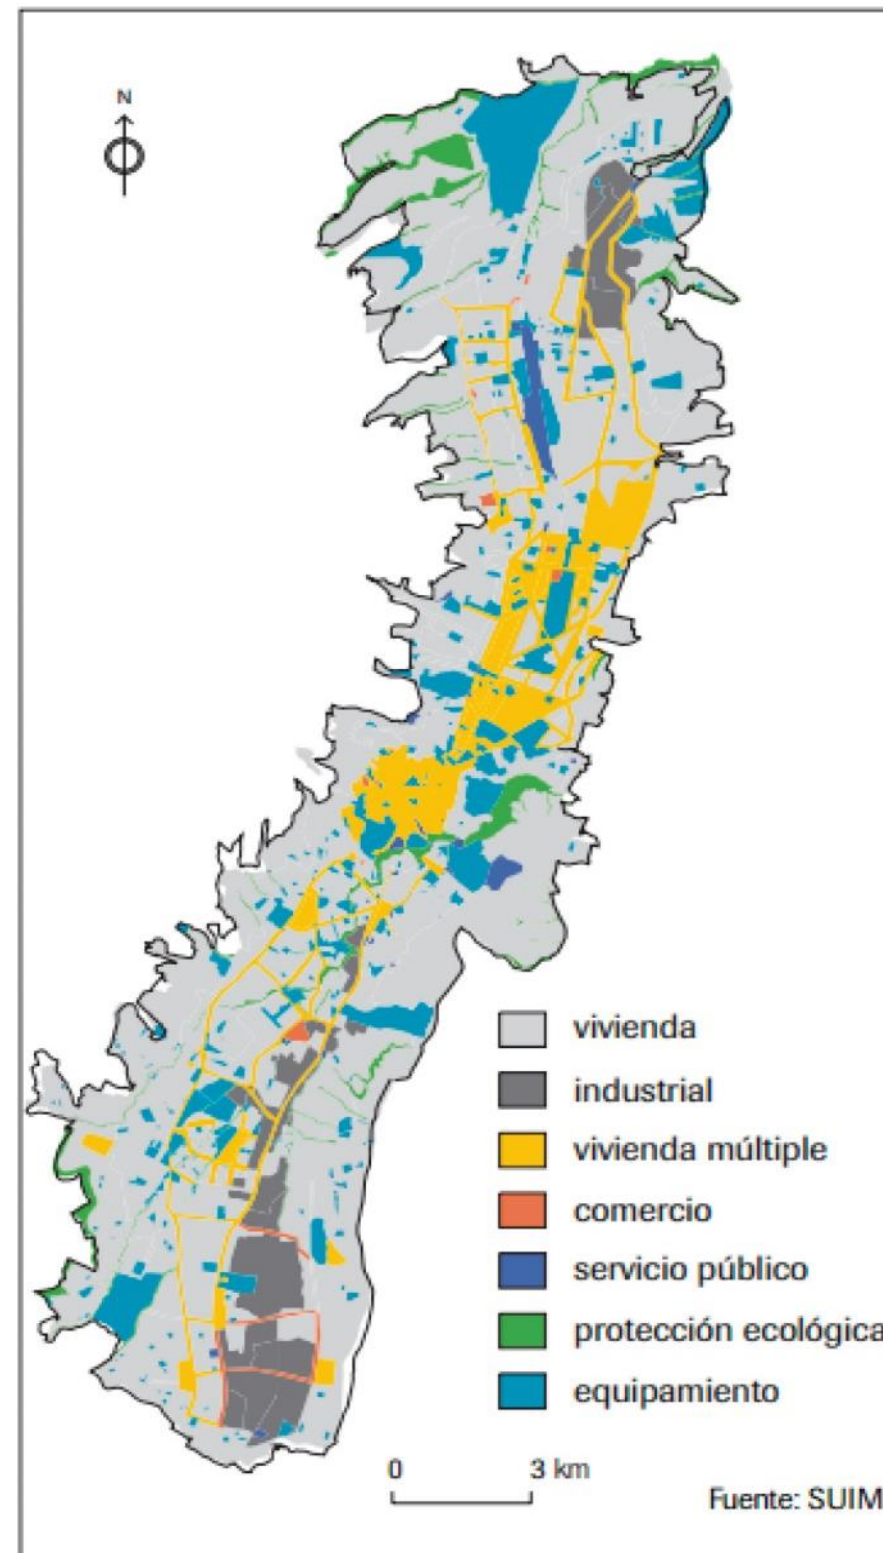 N
vivienda
industrial
vivienda múltiple
comercio
servicio público
protección ecológica
equipamiento
0 3 km
Fuente: SUIM